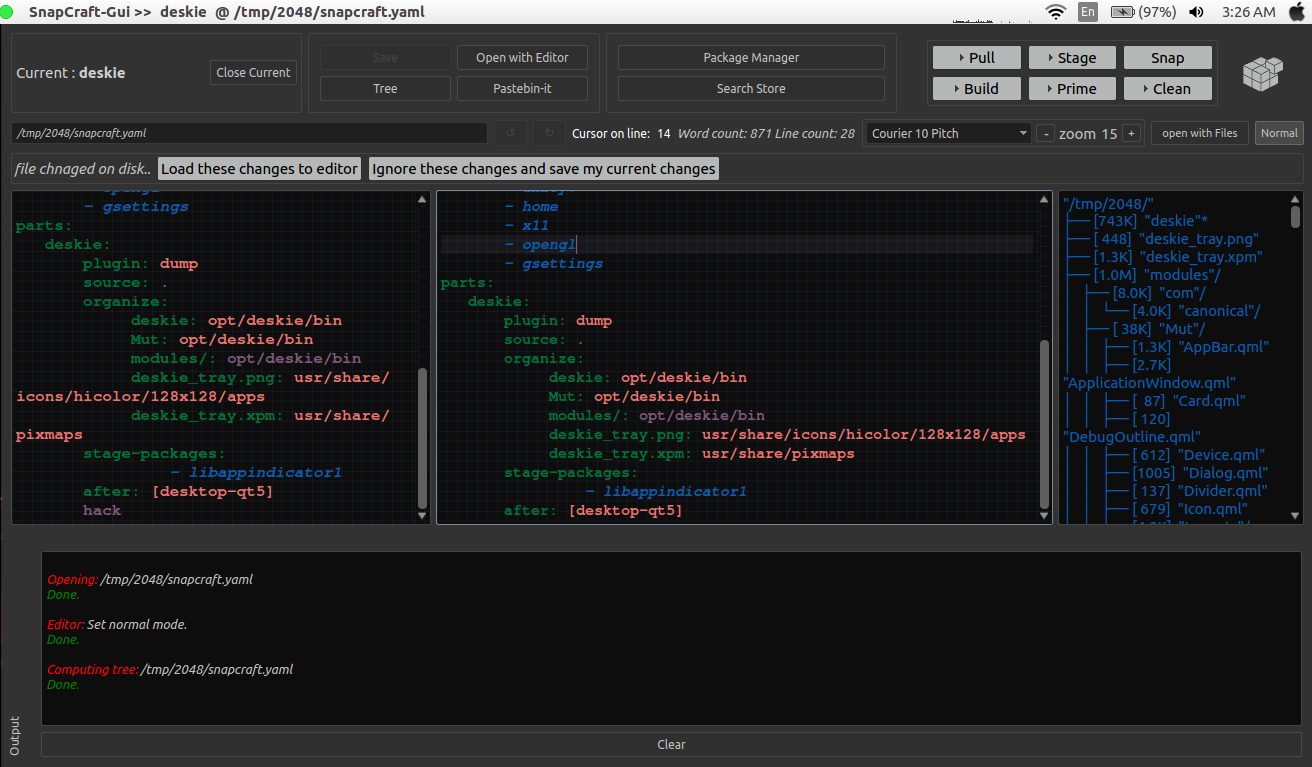 SnapCraft-Gui >> deskie @ /tmp/2048/snapcraft.yaml
En (97%) 3:26 AM
Current : deskie
Close Current
Save
Open with Editor
Tree
Pastebin-it
Package Manager
Search Store
Pull
Stage
Snap
Build
Prime
Clean
/tmp/2048/snapcraft.yaml
Cursor on line: 14 Word count: 871 Line count: 28
Courier 10 Pitch
- zoom 15 +
open with Files
Normal
file chnaged on disk..
Load these changes to editor
Ignore these changes and save my current changes
- gsettings
parts:
deskie:
plugin: dump
source: .
organize:
deskie: opt/deskie/bin
Mut: opt/deskie/bin
modules/: opt/deskie/bin
deskie_tray.png: usr/share/
icons/hicolor/128x128/apps
deskie_tray.xpm: usr/share/
pixmaps
stage-packages:
- libappindicator1
after: [desktop-qt5]
hack
- home
- x11
- opengl
- gsettings
parts:
deskie:
plugin: dump
source: .
organize:
deskie: opt/deskie/bin
Mut: opt/deskie/bin
modules/: opt/deskie/bin
deskie_tray.png: usr/share/icons/hicolor/128x128/apps
deskie_tray.xpm: usr/share/pixmaps
stage-packages:
- libappindicator1
after: [desktop-qt5]
"/tmp/2048/"
├── [743K] "deskie"*
├── [ 448] "deskie_tray.png"
├── [1.3K] "deskie_tray.xpm"
├── [1.0M] "modules"/
│ ├── [8.0K] "com"/
│ │ └── [4.0K] "canonical"/
│ ├── [ 38K] "Mut"/
│ │ ├── [1.3K] "AppBar.qml"
│ │ ├── [2.7K]
"ApplicationWindow.qml"
│ │ ├── [ 87] "Card.qml"
│ │ ├── [ 120]
"DebugOutline.qml"
│ │ ├── [ 612] "Device.qml"
│ │ ├── [1005] "Dialog.qml"
│ │ ├── [ 137] "Divider.qml"
│ │ ├── [ 679] "Icon.qml"
Opening: /tmp/2048/snapcraft.yaml
Done.
Editor: Set normal mode.
Done.
Computing tree: /tmp/2048/snapcraft.yaml
Done.
Output
Clear